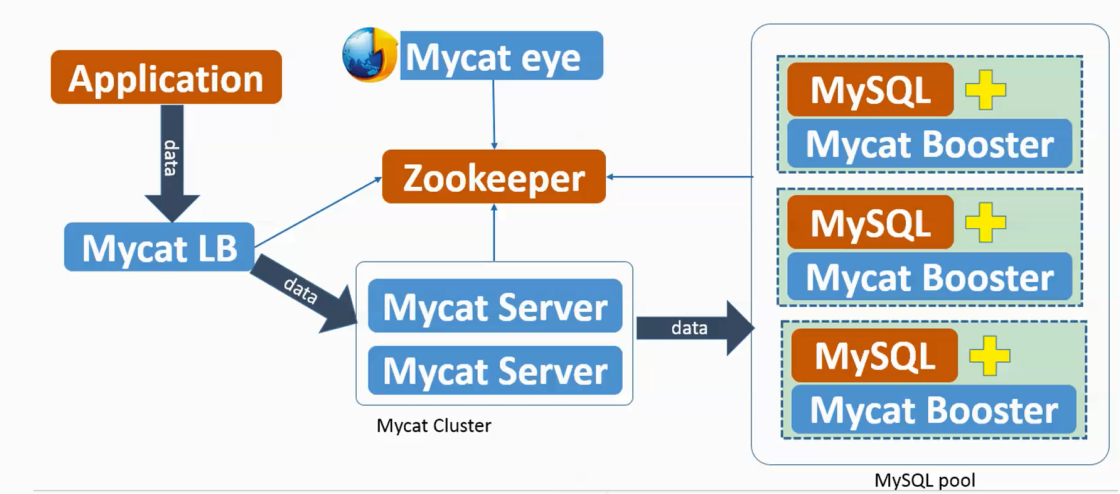 Application
Mycat eye
data
Zookeeper
Mycat LB
data
Mycat Server
Mycat Server
Mycat Cluster
data
MySQL
Mycat Booster
MySQL
Mycat Booster
MySQL
Mycat Booster
MySQL pool